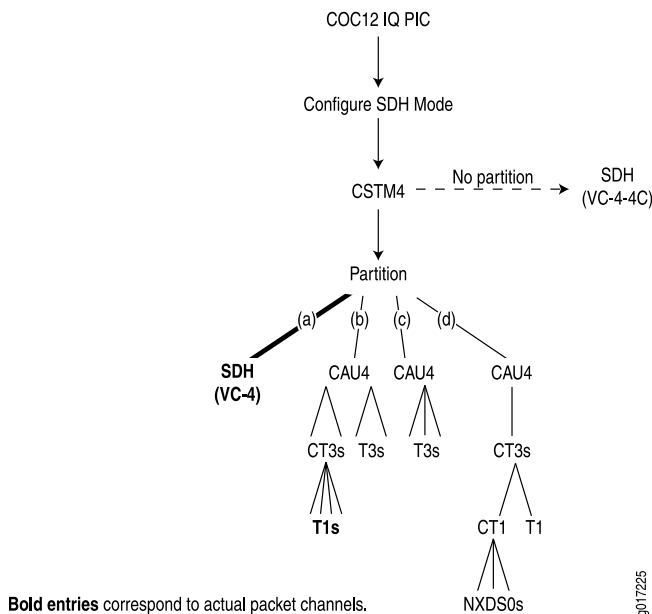 COC12 IQ PIC
Configure SDH Mode
CSTM4
No partition
SDH
(VC-4-4C)
Partition
(a)
(b)
(c)
(d)
SDH
(VC-4)
CAU4
CAU4
CAU4
CT3s
T3s
T3s
CT3s
T1s
CT1
T1
NXDS0s
Bold entries correspond to actual packet channels.
g017225